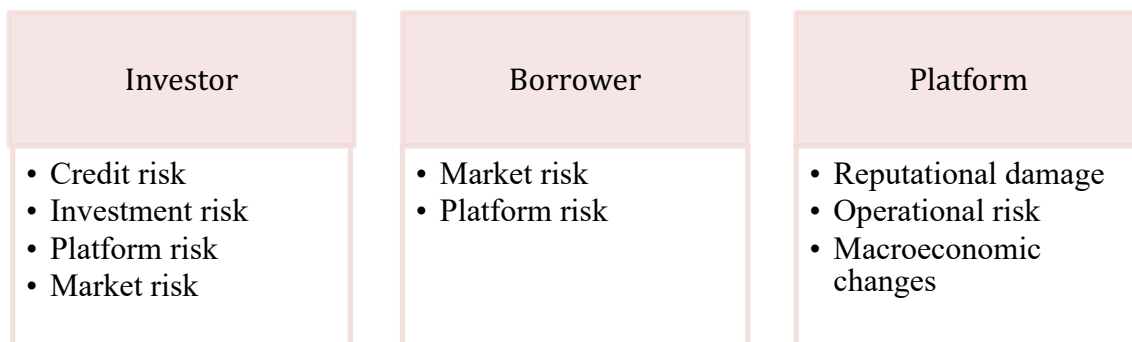 Investor
• Credit risk
• Investment risk
• Platform risk
• Market risk
Borrower
• Market risk
• Platform risk
Platform
• Reputational damage
• Operational risk
• Macroeconomic
changes